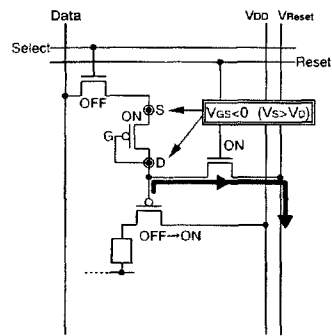 Data
VDD VReset
Select
Reset
OFF
S
ON
G
D
VGS<0 (VS>VD)
ON
OFF→ON